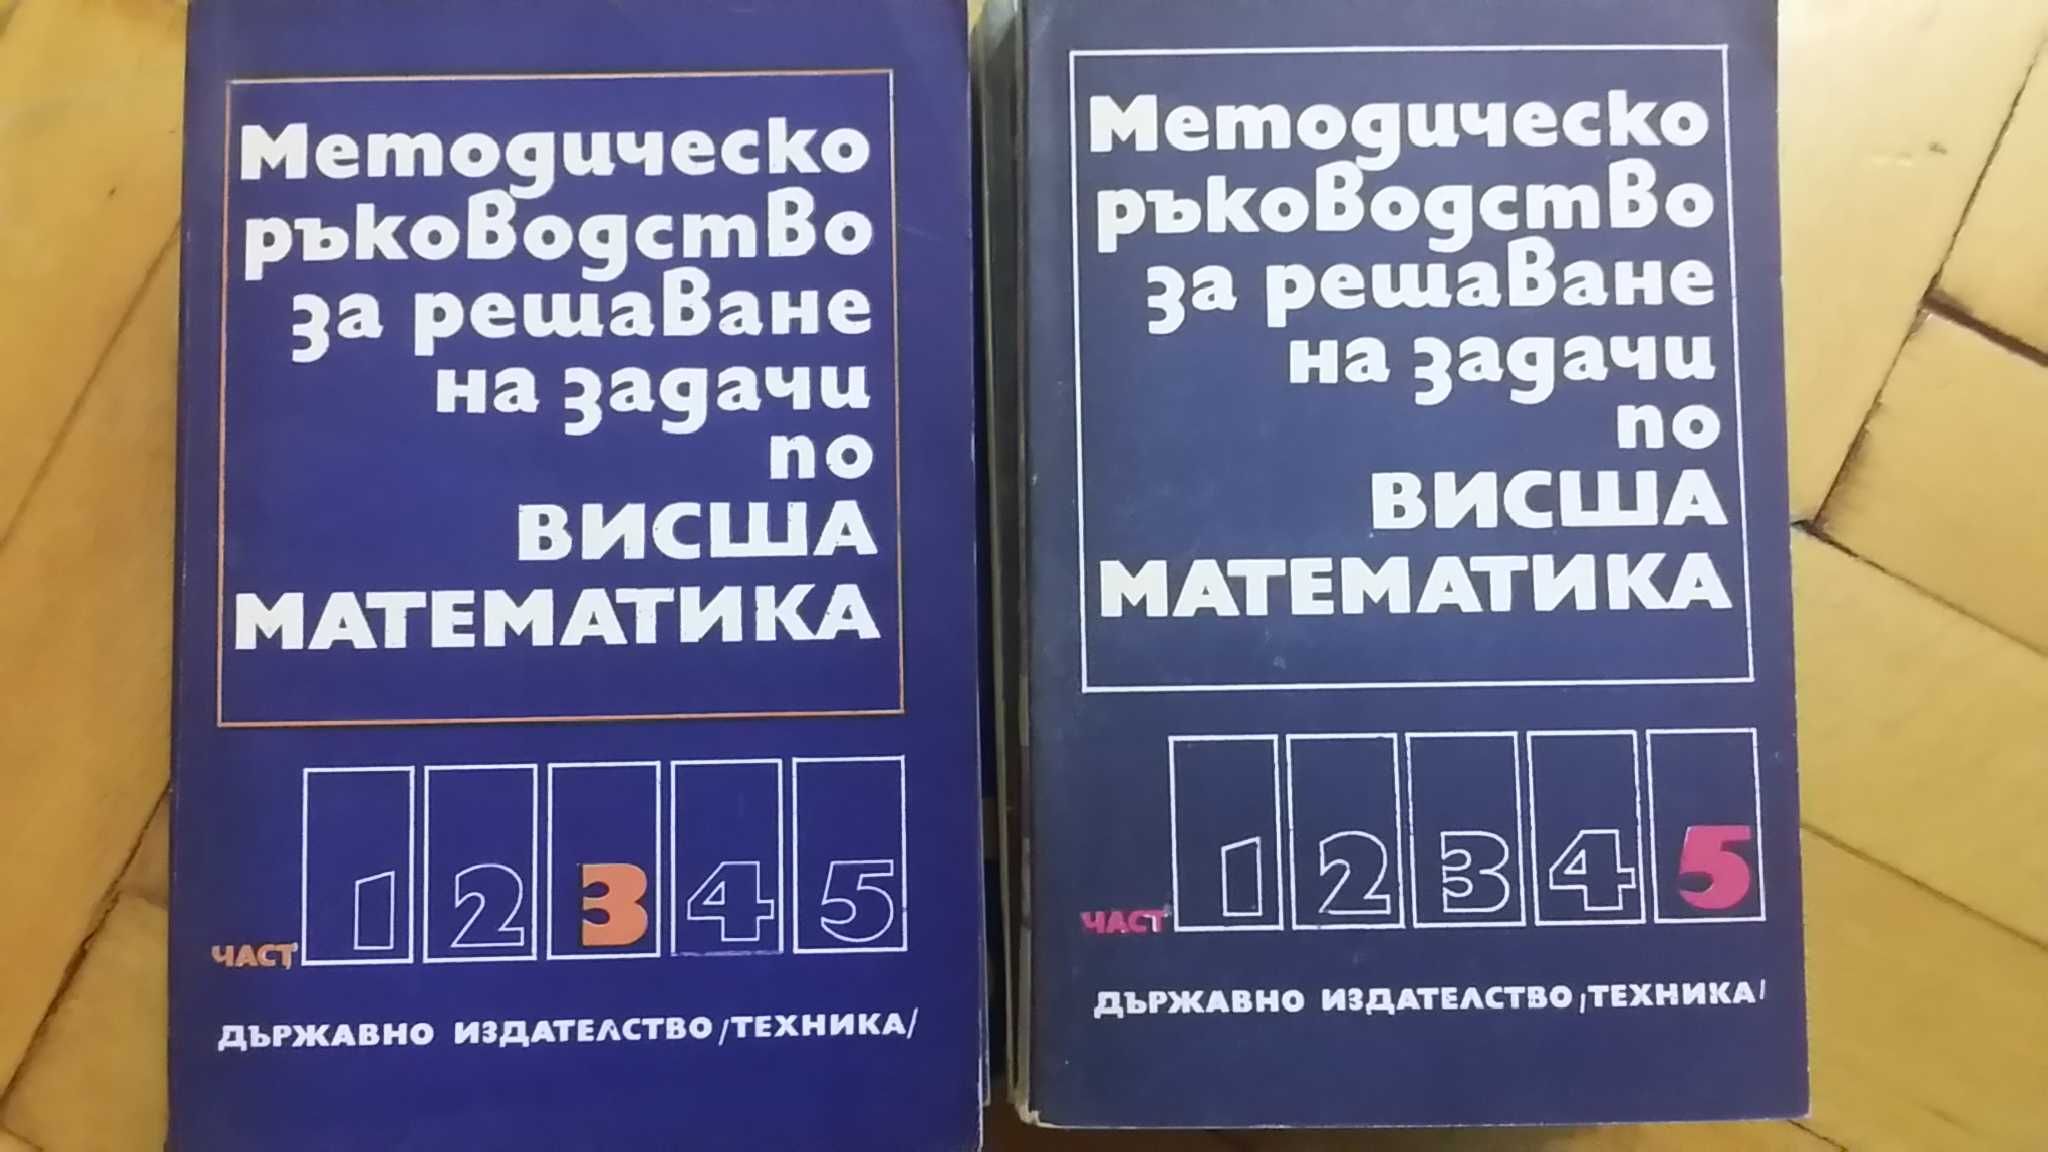 Методическо
ръководство
за решаване
на задачи
по
ВИСША
МАТЕМАТИКА
ЧАСТ 1 2 3 4 5
ДЪРЖАВНО ИЗДАТЕЛСТВО /ТЕХНИКА/
Методическо
ръководство
за решаване
на задачи
по
ВИСША
МАТЕМАТИКА
ЧАСТ 1 2 3 4 5
ДЪРЖАВНО ИЗДАТЕЛСТВО /ТЕХНИКА/